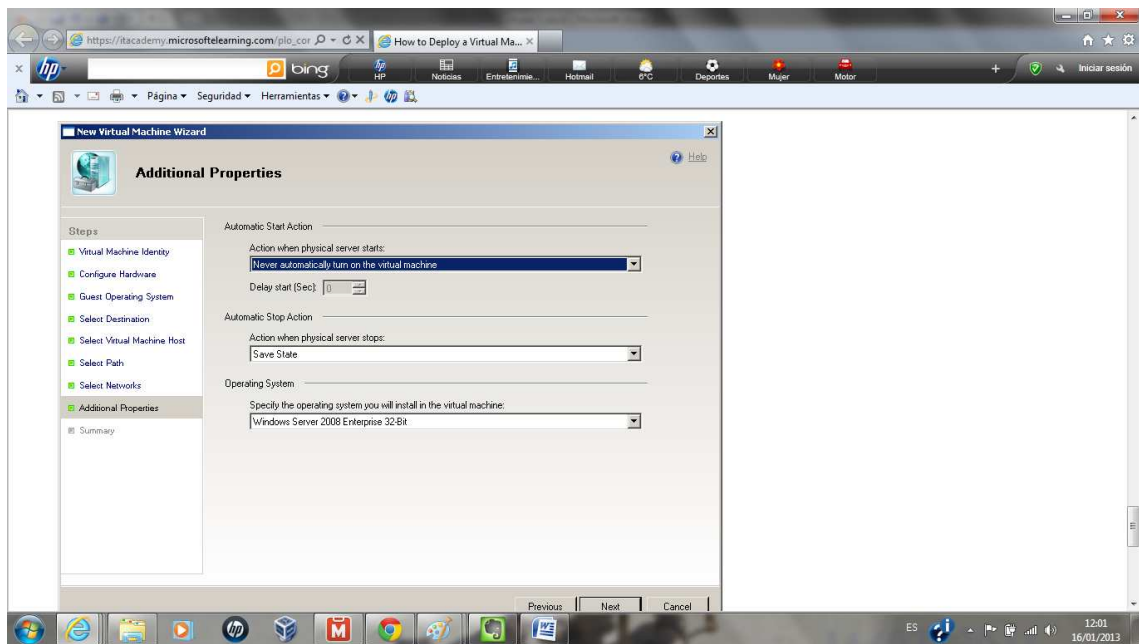 https://itacademy.microsoftelearning.com/plo_cor
How to Deploy a Virtual Ma...
hp
bing
HP
Noticias
Entretenimie...
Hotmail
6°C
Deportes
Mujer
Motor
Iniciar sesión
Página
Seguridad
Herramientas
New Virtual Machine Wizard
Additional Properties
Help
Steps
Virtual Machine Identity
Configure Hardware
Guest Operating System
Select Destination
Select Virtual Machine Host
Select Path
Select Networks
Additional Properties
Summary
Automatic Start Action
Action when physical server starts:
Never automatically turn on the virtual machine
Delay start (Sec): 0
Automatic Stop Action
Action when physical server stops:
Save State
Operating System
Specify the operating system you will install in the virtual machine:
Windows Server 2008 Enterprise 32-Bit
Previous
Next
Cancel
ES
12:01
16/01/2013